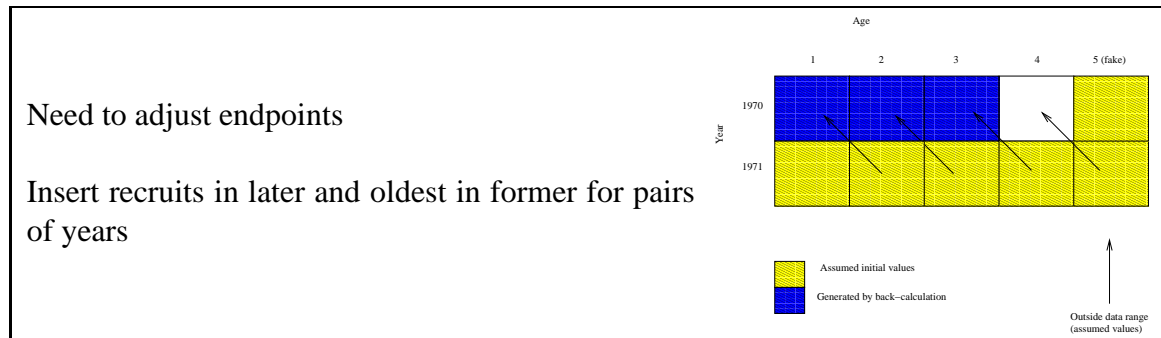 Need to adjust endpoints
Insert recruits in later and oldest in former for pairs
of years
Age
1 2 3 4 5 (fake)
Year
1970
1971
Assumed initial values
Generated by back−calculation
Outside data range
(assumed values)